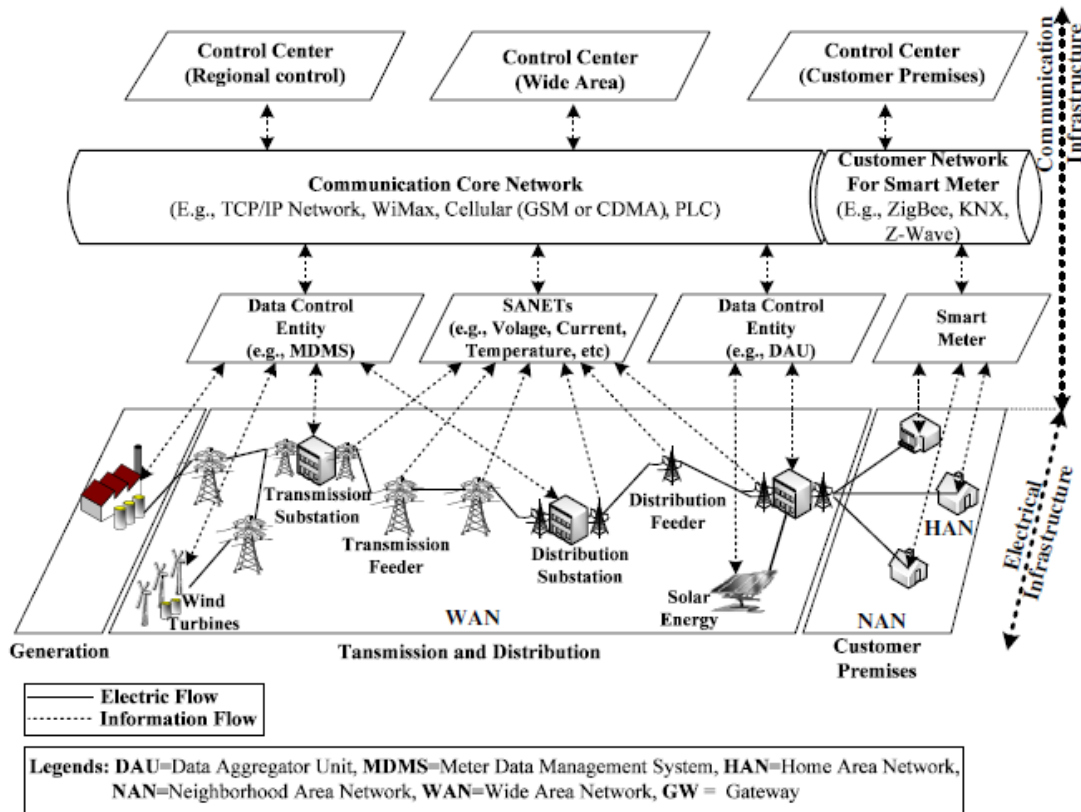 Control Center
(Regional control)
Control Center
(Wide Area)
Control Center
(Customer Premises)
Communication
Infrastructure
Communication Core Network
(E.g., TCP/IP Network, WiMax, Cellular (GSM or CDMA), PLC)
Customer Network
For Smart Meter
(E.g., ZigBee, KNX,
Z-Wave)
Data Control
Entity
(e.g., MDMS)
SANETs
(e.g., Volage, Current,
Temperature, etc)
Data Control
Entity
(e.g., DAU)
Smart
Meter
Transmission
Substation
Transmission
Feeder
Distribution
Substation
Distribution
Feeder
Wind
Turbines
Solar
Energy
WAN
HAN
NAN
Electrical
Infrastructure
Generation
Tansmission and Distribution
Customer
Premises
Electric Flow
Information Flow
Legends: DAU=Data Aggregator Unit, MDMS=Meter Data Management System, HAN=Home Area Network,
NAN=Neighborhood Area Network, WAN=Wide Area Network, GW = Gateway